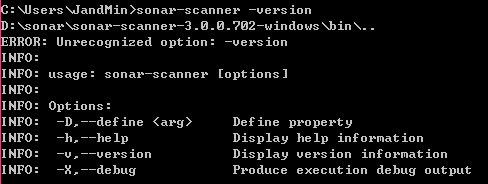 C:\Users\JandMin>sonar-scanner -version
D:\sonar\sonar-scanner-3.0.0.702-windows\bin\..
ERROR: Unrecognized option: -version
INFO:
INFO: usage: sonar-scanner [options]
INFO:
INFO: Options:
INFO:  -D,--define <arg>     Define property
INFO:  -h,--help             Display help information
INFO:  -v,--version          Display version information
INFO:  -X,--debug            Produce execution debug output